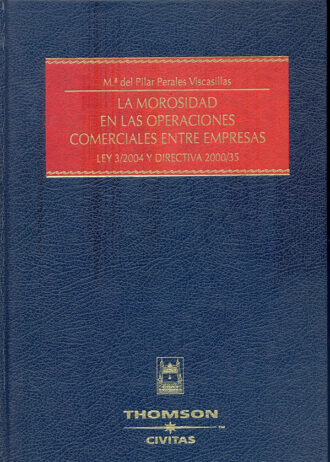 M.ª del Pilar Perales Viscasillas
LA MOROSIDAD
EN LAS OPERACIONES
COMERCIALES ENTRE EMPRESAS
LEY 3/2004 Y DIRECTIVA 2000/35
THOMSON
™
CIVITAS